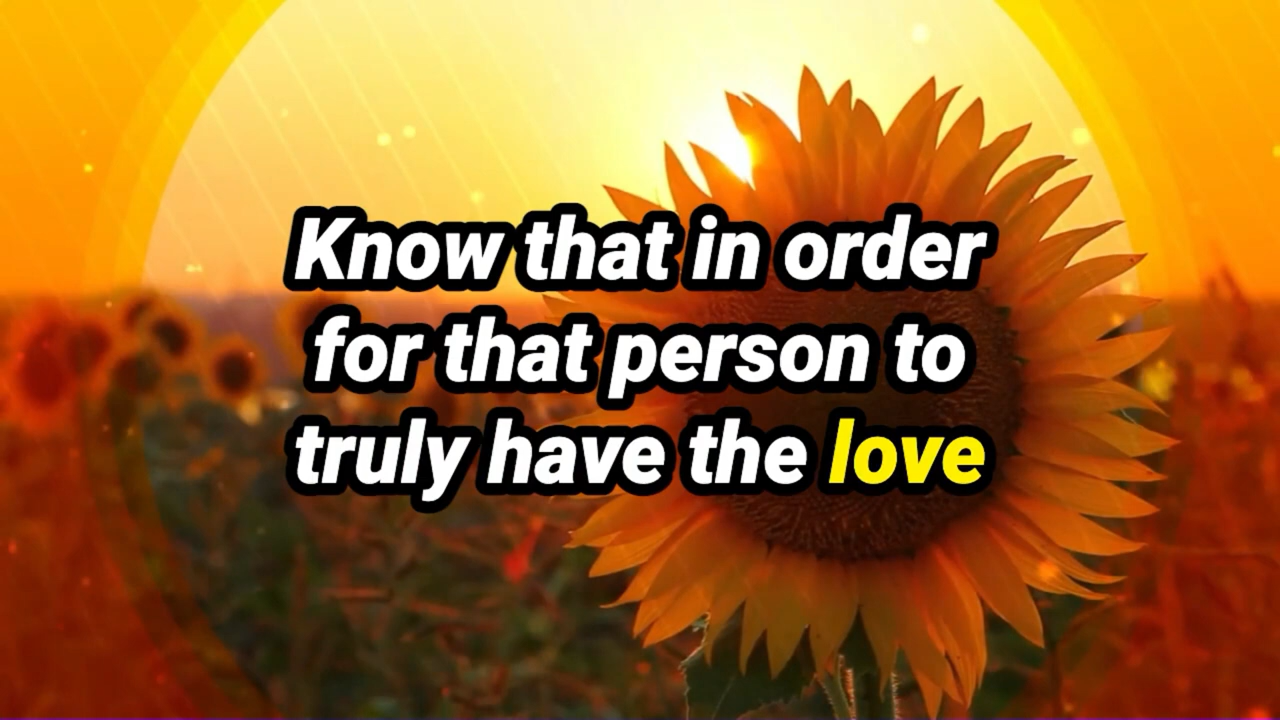 Know that in order
for that person to
truly have the love